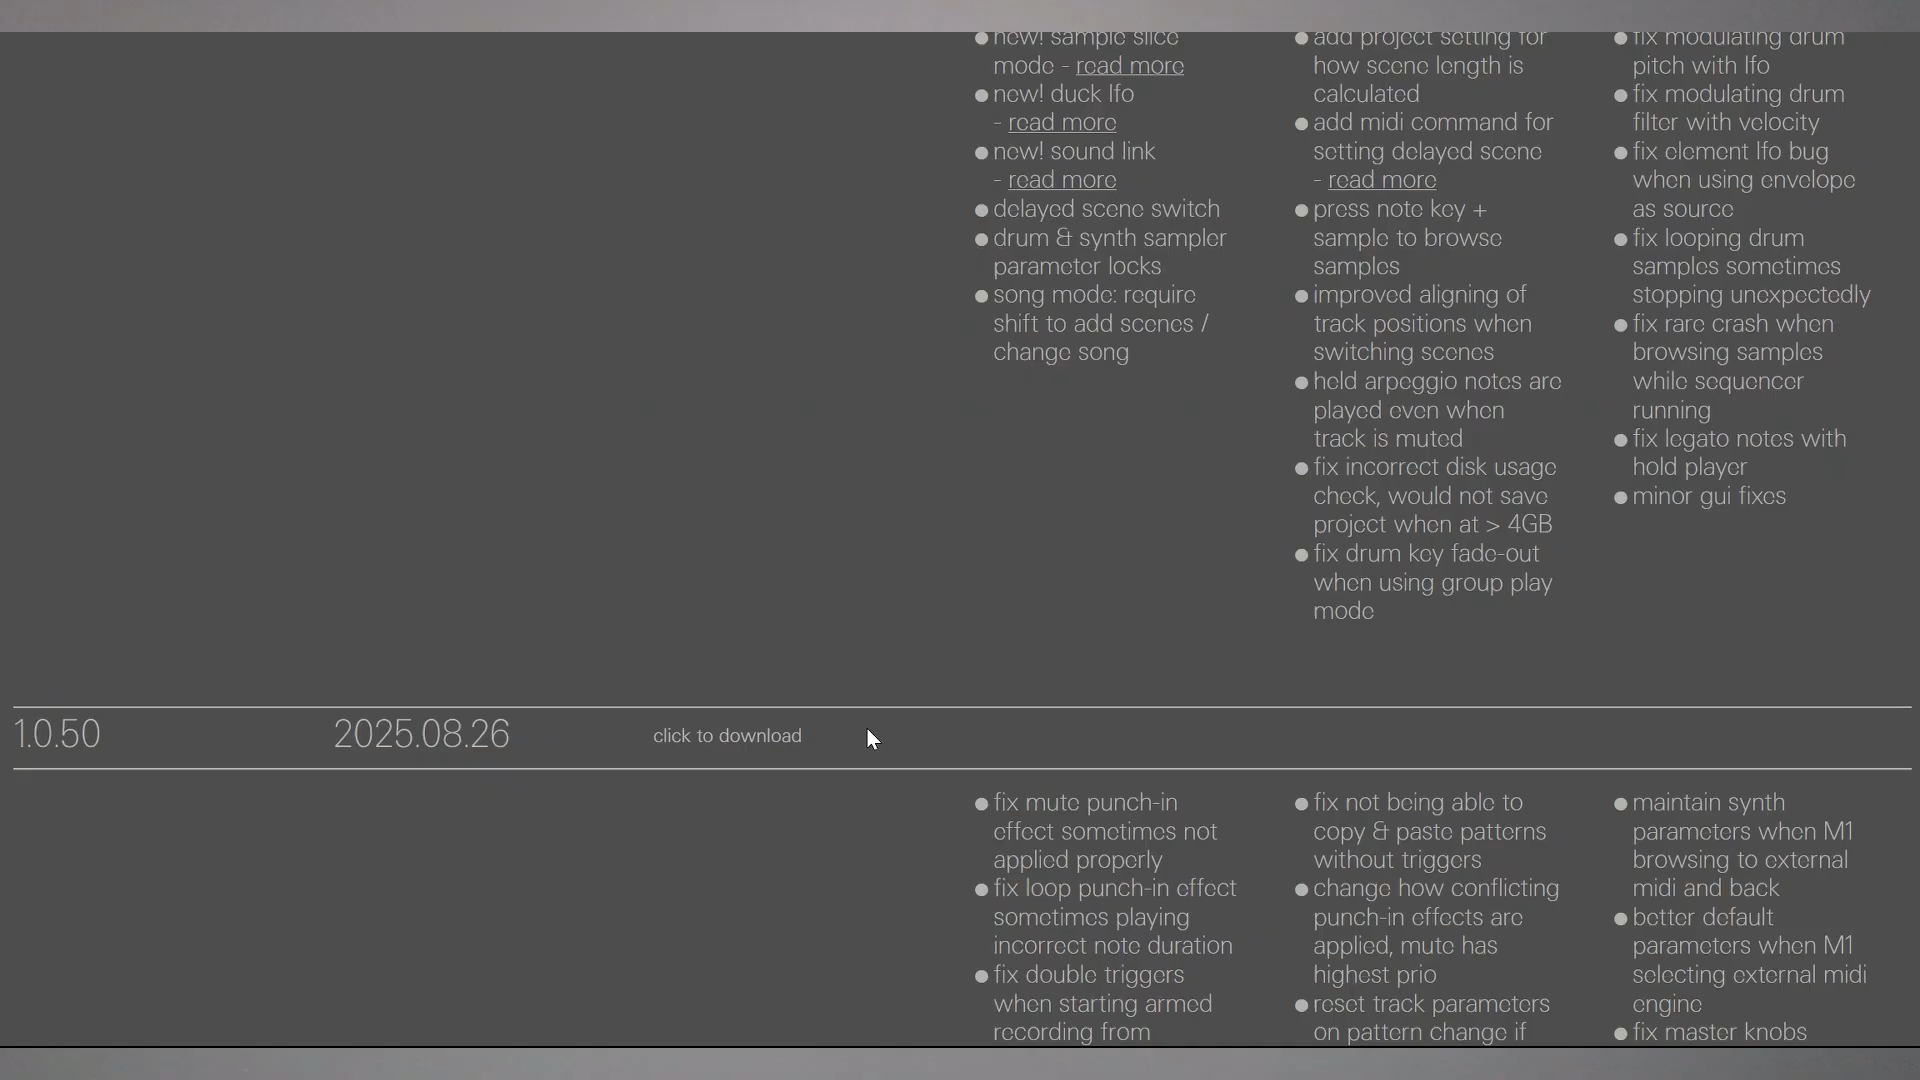 new! sample slice
mode - read more
new! duck lfo
- read more
new! sound link
- read more
delayed scene switch
drum & synth sampler
parameter locks
song mode: require
shift to add scenes /
change song
add project setting for
how scene length is
calculated
add midi command for
setting delayed scene
- read more
press note key +
sample to browse
samples
improved aligning of
track positions when
switching scenes
held arpeggio notes are
played even when
track is muted
fix incorrect disk usage
check, would not save
project when at > 4GB
fix drum key fade-out
when using group play
mode
fix modulating drum
pitch with lfo
fix modulating drum
filter with velocity
fix element lfo bug
when using envelope
as source
fix looping drum
samples sometimes
stopping unexpectedly
fix rare crash when
browsing samples
while sequencer
running
fix legato notes with
hold player
minor gui fixes
1.0.50
2025.08.26
click to download
fix mute punch-in
effect sometimes not
applied properly
fix loop punch-in effect
sometimes playing
incorrect note duration
fix double triggers
when starting armed
recording from
fix not being able to
copy & paste patterns
without triggers
change how conflicting
punch-in effects are
applied, mute has
highest prio
reset track parameters
on pattern change if
maintain synth
parameters when M1
browsing to external
midi and back
better default
parameters when M1
selecting external midi
engine
fix master knobs